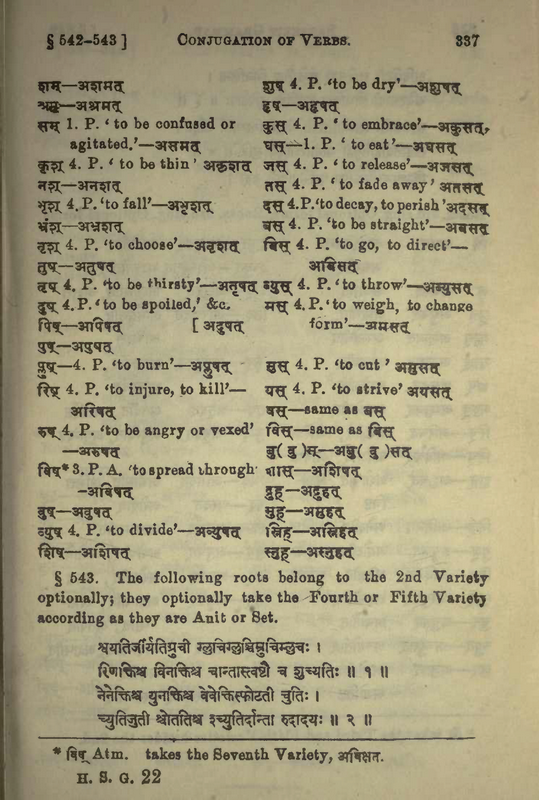 § 542-543 ] CONJUGATION OF VERBS. 337
शम्—अशमत्
श्रम्—अश्रमत्
सम् 1. P. 'to be confused or
agitated.'—असमत्
कृश् 4. P. 'to be thin' अकृशत्
नश्—अनशत्
भृश् 4. P. 'to fall'—अभृशत्
भ्रंश्—अभ्रशत्
वृश् 4. P. 'to choose'—अवृशत्
तुष्—अतुषत्
तृष् 4. P. 'to be thirsty'—अतृषत्
दुष् 4. P. 'to be spoiled,' &c.
पिष्—आपिषत् [ अदुषत्
पुष्—अपुषत्
प्लुष्—4. P. 'to burn'—अप्लुषत्
रिष् 4. P. 'to injure, to kill'—
अरिषत्
रुष् 4. P. 'to be angry or vexed'
—अरुषत्
विष्* 3. P. A. 'to spread through'
-अविषत्
वुष्—अवुषत्
व्युष् 4. P. 'to divide'—अव्युषत्
शिष्—अशिषत्
शुष् 4. P. 'to be dry'—अशुषत्
हृष्—अहृषत्
कुस् 4. P. 'to embrace'—अकुसत्,
घस्—1. P. 'to eat'—अघसत्
जस् 4. P. 'to release'—अजसत्
तस् 4. P. 'to fade away' अतसत्
दस् 4. P. 'to decay, to perish' अदसत्
बस् 4. P. 'to be straight'—अबसत्
बिस् 4. P. 'to go, to direct'—
अबिसत्
व्युस् 4. P. 'to throw'—अव्युसत्
मस् 4. P. 'to weigh, to change
form'—अमसत्
मुस् 4. P. 'to cut' अमुसत्
यस् 4. P. 'to strive' अयसत्
वस्—same as बस्
विस्—same as बिस्
वु( बु )स्—अवु( बु )सत्
शास्—अशिषत्
द्रुह्—अद्रुहत्
मुह्—अमुहत्
स्निह्—अस्निहत्
स्नुह्—अस्नुहत्
§ 543. The following roots belong to the 2nd Variety
optionally; they optionally take the Fourth or Fifth Variety
according as they are Anit or Set.
श्वयतिर्जीर्यतिप्रुची ग्लुचिग्लुञ्चिम्रुचिम्लुचः ।
रिणक्तिश्च विनक्तिश्च चान्तास्त्वष्टौ च शुच्यतिः ॥ १ ॥
नेनेक्तिश्च युनक्तिश्च वेवेक्तिस्फोटती चुतिः ।
च्युतिजुती श्चोततिश्च श्च्युतिर्दान्ता रुदादयः ॥ २ ॥
* विष् Atm. takes the Seventh Variety, अविक्षत.
H. S. G. 22